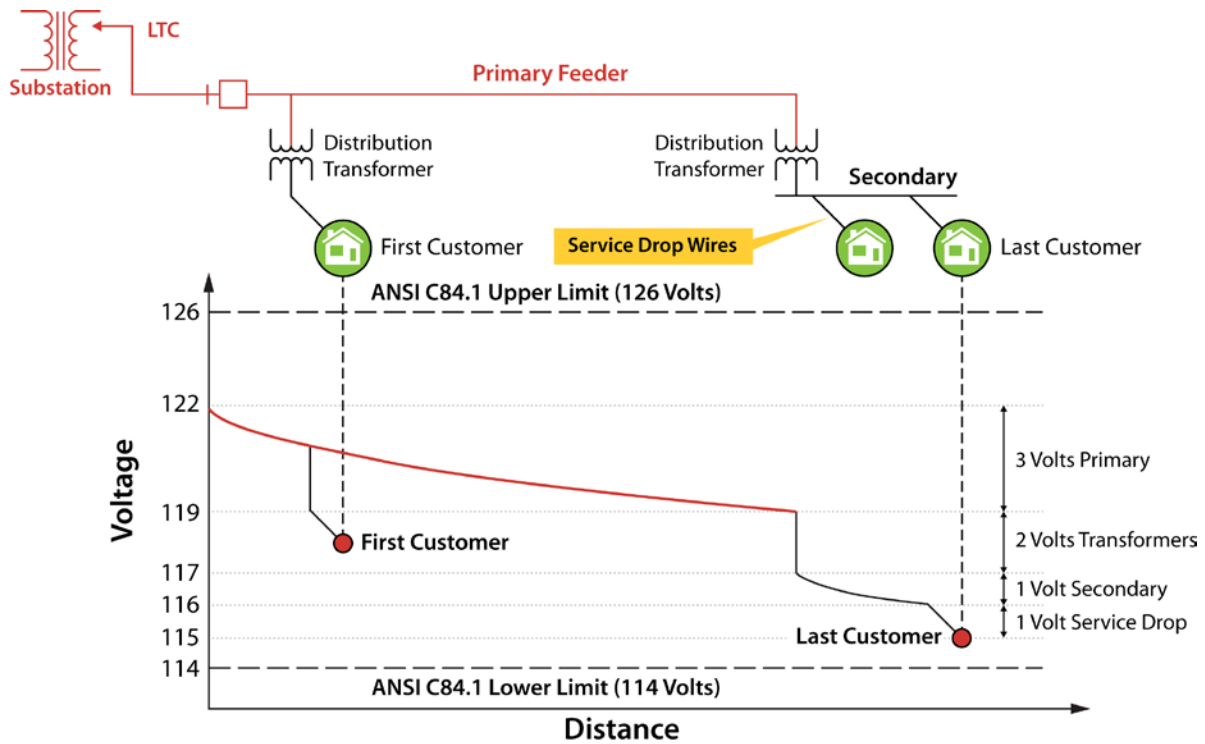 LTC
Substation
Primary Feeder
Distribution
Transformer
Distribution
Transformer
Secondary
First Customer
Service Drop Wires
Last Customer
ANSI C84.1 Upper Limit (126 Volts)
126
122
3 Volts Primary
119
First Customer
2 Volts Transformers
117
1 Volt Secondary
116
1 Volt Service Drop
115
Last Customer
114
ANSI C84.1 Lower Limit (114 Volts)
Voltage
Distance